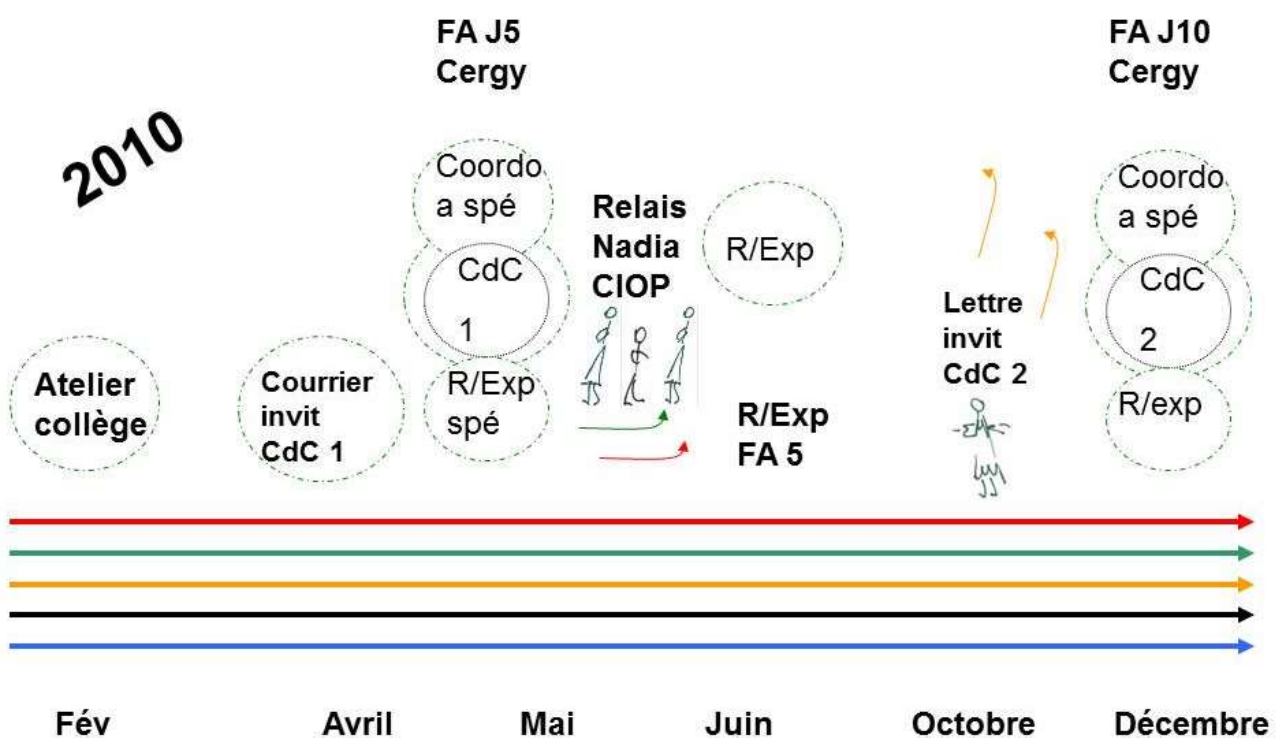 2010
FA J5
Cergy
FA J10
Cergy
Atelier
collège
Courrier
invit
CdC 1
Coordo
a spé
CdC
1
R/Exp
spé
Relais
Nadia
CIOP
R/Exp
R/Exp
FA 5
Lettre
invit
CdC 2
Coordo
a spé
CdC
2
R/exp
Fév
Avril
Mai
Juin
Octobre
Décembre